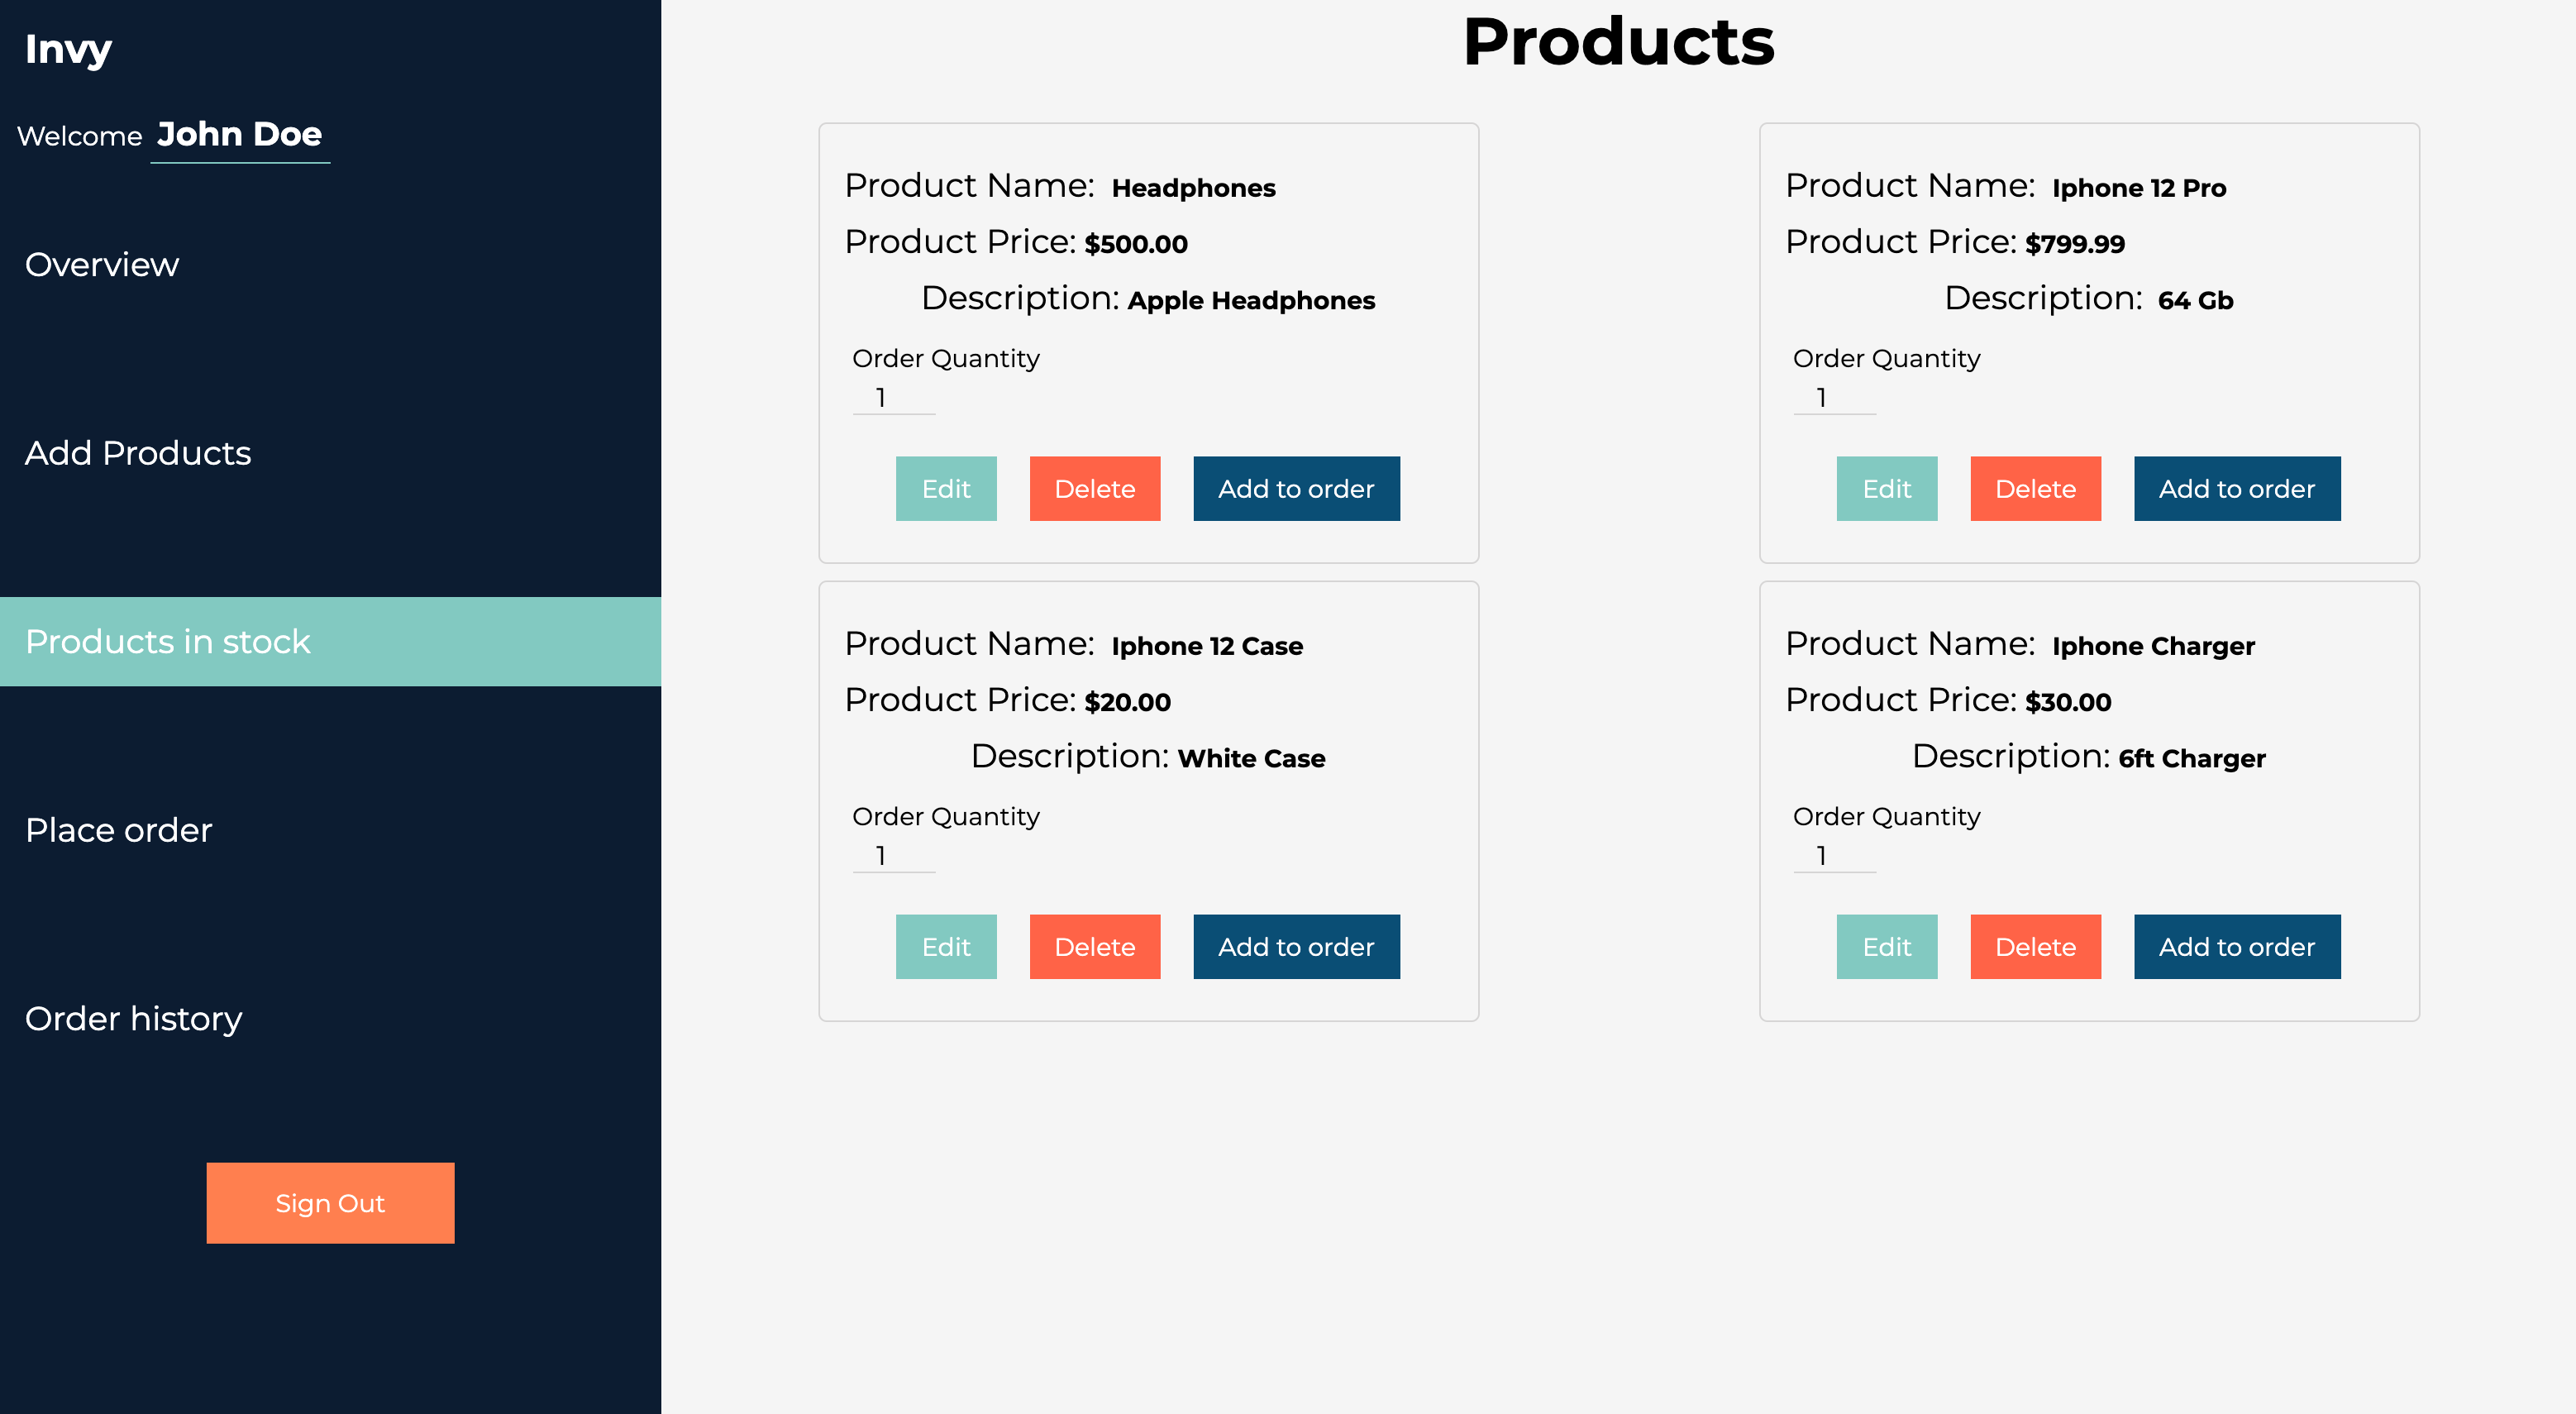 Invy
Welcome John Doe
Overview
Add Products
Products in stock
Place order
Order history
Sign Out
Products
Product Name: Headphones
Product Price: $500.00
Description: Apple Headphones
Order Quantity
1
Edit Delete Add to order
Product Name: Iphone 12 Pro
Product Price: $799.99
Description: 64 Gb
Order Quantity
1
Edit Delete Add to order
Product Name: Iphone 12 Case
Product Price: $20.00
Description: White Case
Order Quantity
1
Edit Delete Add to order
Product Name: Iphone Charger
Product Price: $30.00
Description: 6ft Charger
Order Quantity
1
Edit Delete Add to order